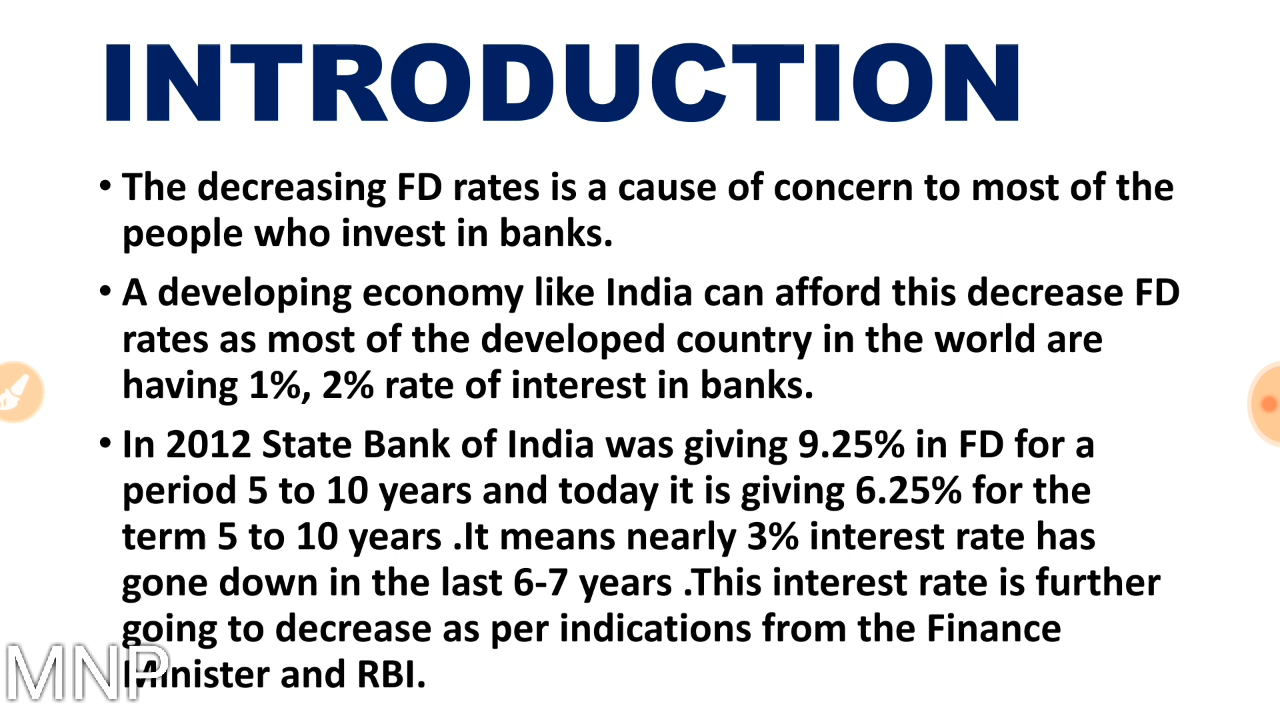 INTRODUCTION
• The decreasing FD rates is a cause of concern to most of the
people who invest in banks.
• A developing economy like India can afford this decrease FD
rates as most of the developed country in the world are
having 1%, 2% rate of interest in banks.
• In 2012 State Bank of India was giving 9.25% in FD for a
period 5 to 10 years and today it is giving 6.25% for the
term 5 to 10 years .It means nearly 3% interest rate has
gone down in the last 6-7 years .This interest rate is further
going to decrease as per indications from the Finance
Minister and RBI.
MNP